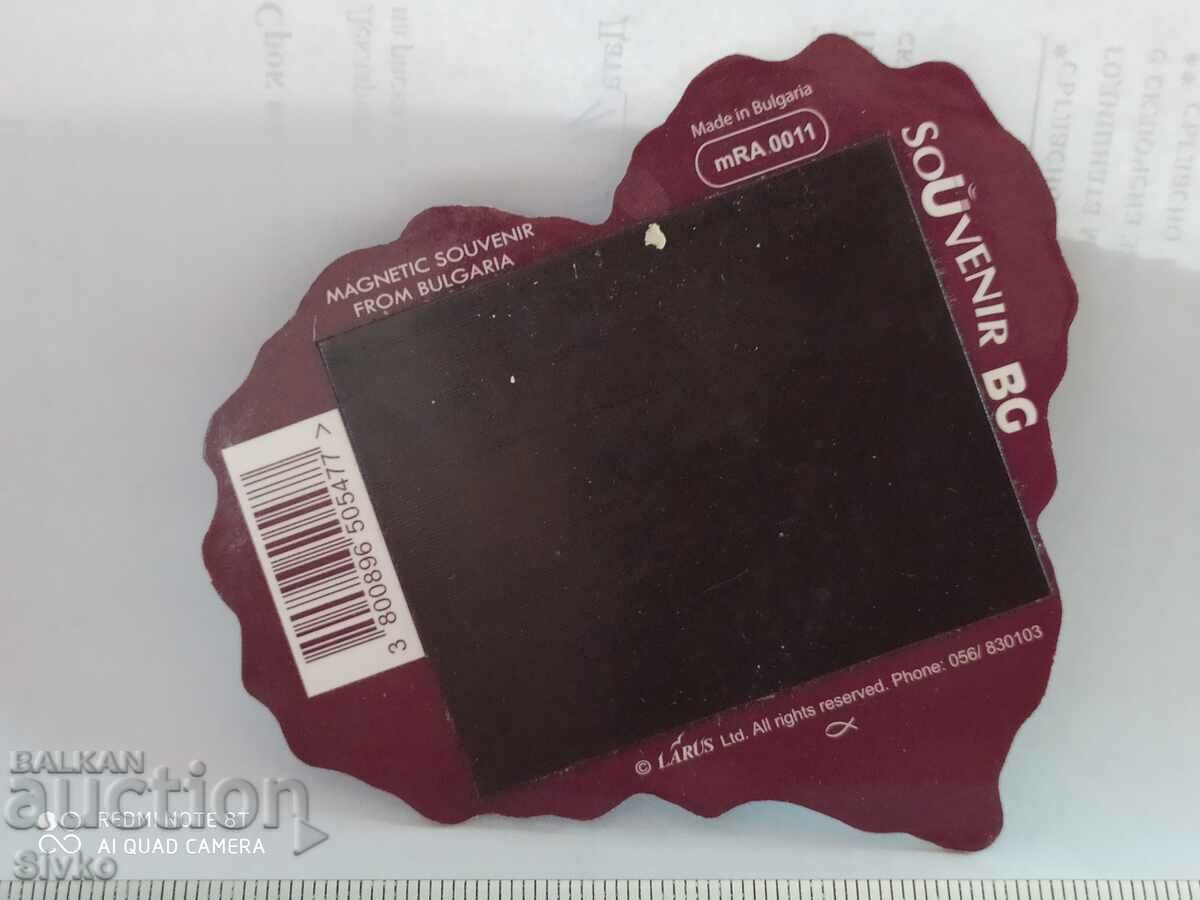 Made in Bulgaria
mRA.0011
SOUVENIR BG
MAGNETIC SOUVENIR
FROM BULGARIA
3 800896 505477 >
© LARUS Ltd. All rights reserved. Phone: 056/ 830103
BALKAN
auction
REDMI NOTE 8T
AI QUAD CAMERA
Sivko